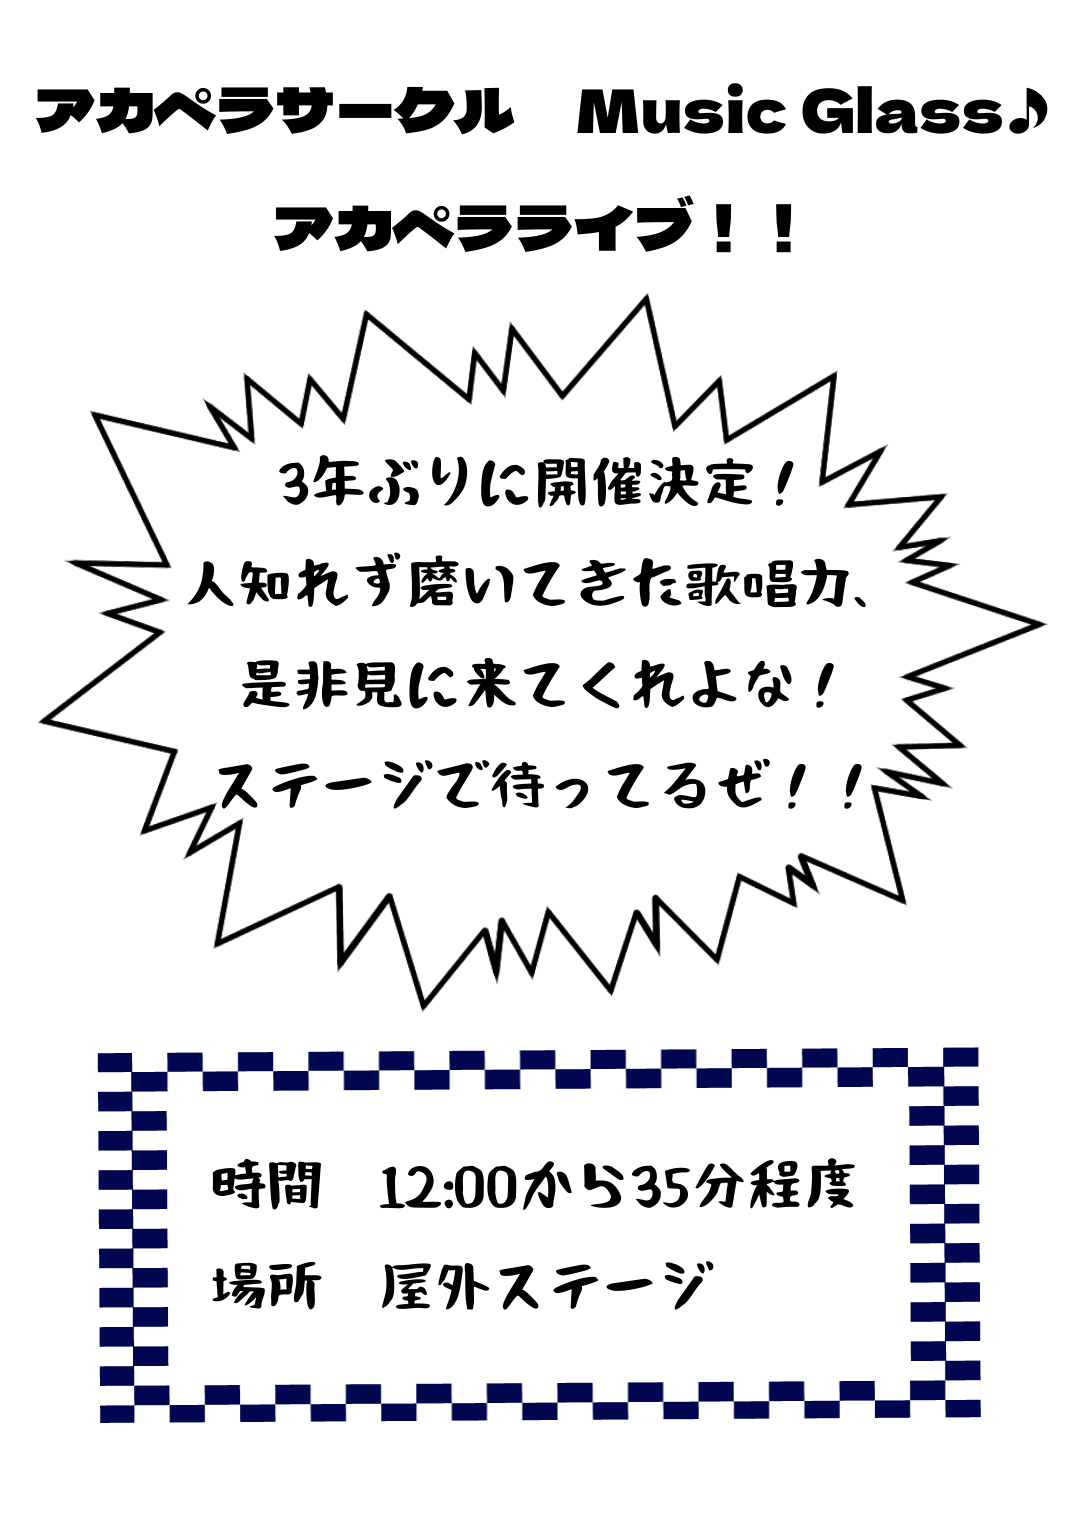 アカペラサークル　Music Glass♪
アカペラライブ！！
3年ぶりに開催決定！
人知れず磨いてきた歌唱力、
是非見に来てくれよな！
ステージで待ってるぜ！！
時間　12:00から35分程度
場所　屋外ステージ